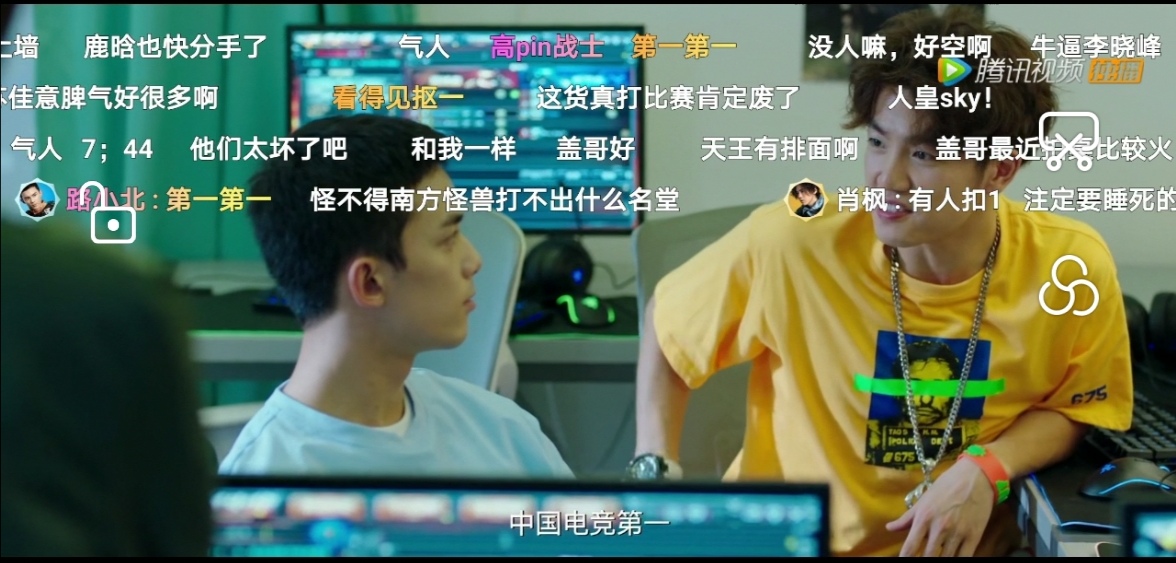 土墙 鹿晗也快分手了 气人 高pin战士 第一第一 没人嘛，好空啊 牛逼李晓峰
腾讯视频
不佳意脾气好很多啊 看得见抠一 这货真打比赛肯定废了 人皇sky！
气人 7；44 他们太坏了吧 和我一样 盖哥好 天王有排面啊 盖哥最近 比较火
路小北：第一第一 怪不得南方怪兽打不出什么名堂 肖枫：有人扣1 注定要睡死的
675
POLICE DEPT
#675
中国电竞第一